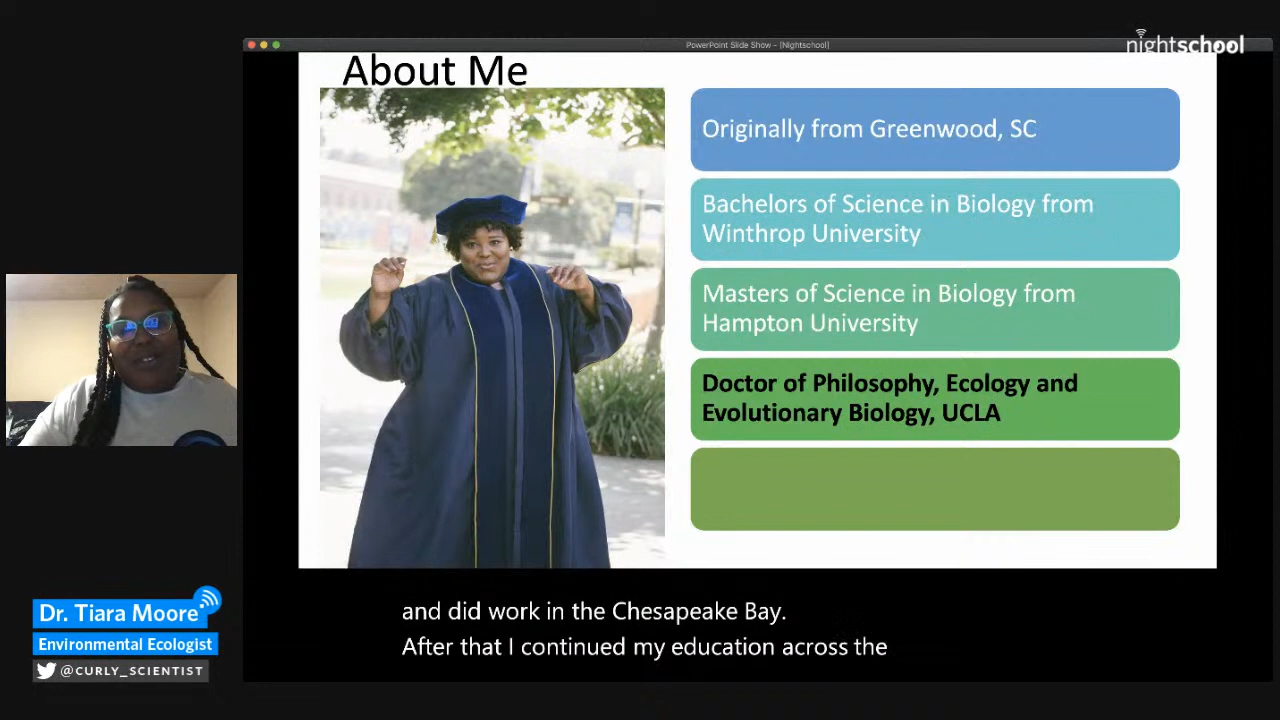 PowerPoint Slide Show - [Nightschool]
nightschool
About Me
Originally from Greenwood, SC
Bachelors of Science in Biology from
Winthrop University
Masters of Science in Biology from
Hampton University
Doctor of Philosophy, Ecology and
Evolutionary Biology, UCLA
Dr. Tiara Moore
Environmental Ecologist
@CURLY_SCIENTIST
and did work in the Chesapeake Bay.
After that I continued my education across the